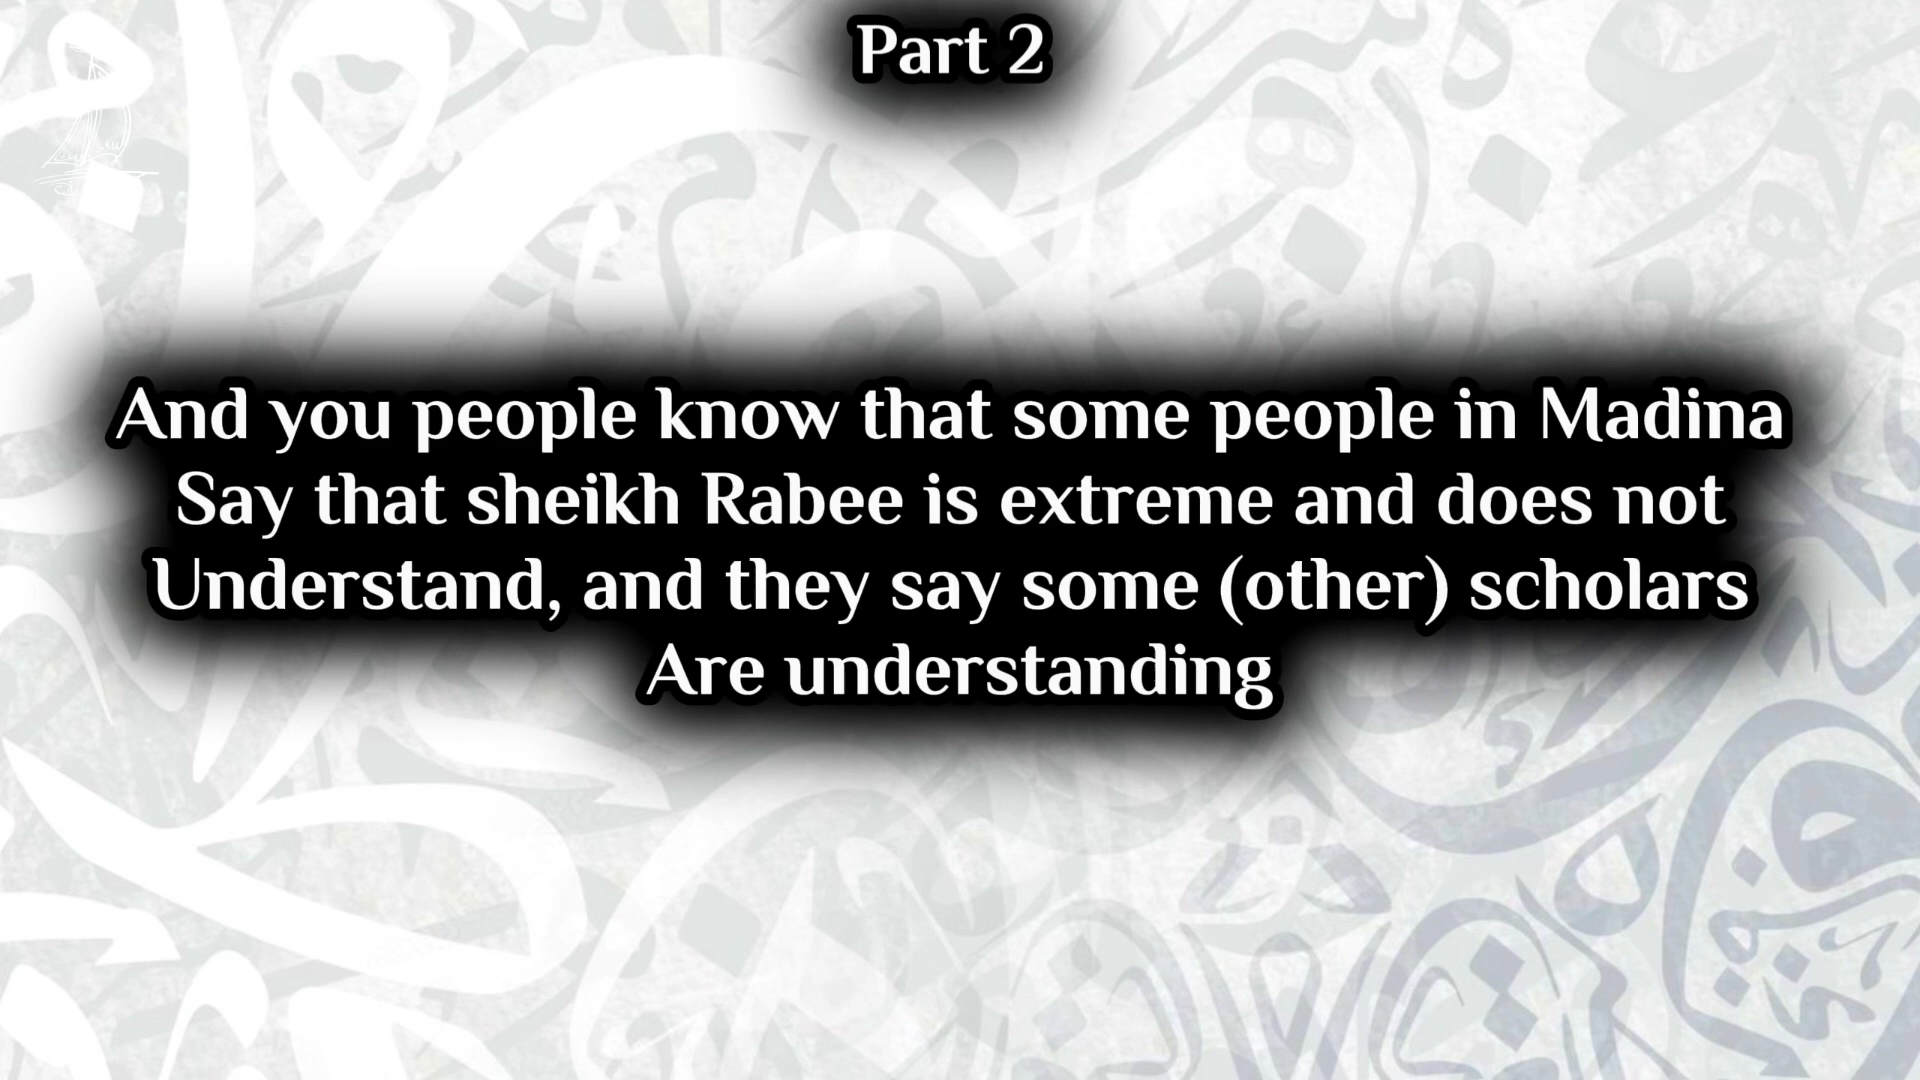 Part 2
And you people know that some people in Madina
Say that sheikh Rabee is extreme and does not
Understand, and they say some (other) scholars
Are understanding